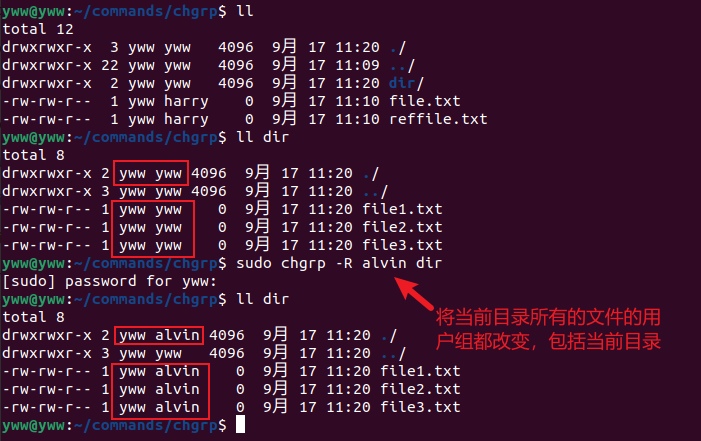 yww@yww:~/commands/chgrp$ ll
total 12
drwxrwxr-x  3 yww yww   4096  9月 17 11:20 ./
drwxrwxr-x 22 yww yww   4096  9月 17 11:09 ../
drwxrwxr-x  2 yww yww   4096  9月 17 11:20 dir/
-rw-rw-r--  1 yww harry    0  9月 17 11:10 file.txt
-rw-rw-r--  1 yww harry    0  9月 17 11:10 reffile.txt
yww@yww:~/commands/chgrp$ ll dir
total 8
drwxrwxr-x 2 yww yww 4096  9月 17 11:20 ./
drwxrwxr-x 3 yww yww 4096  9月 17 11:20 ../
-rw-rw-r-- 1 yww yww    0  9月 17 11:20 file1.txt
-rw-rw-r-- 1 yww yww    0  9月 17 11:20 file2.txt
-rw-rw-r-- 1 yww yww    0  9月 17 11:20 file3.txt
yww@yww:~/commands/chgrp$ sudo chgrp -R alvin dir
[sudo] password for yww:
yww@yww:~/commands/chgrp$ ll dir
total 8
drwxrwxr-x 2 yww alvin 4096  9月 17 11:20 ./
drwxrwxr-x 3 yww yww   4096  9月 17 11:20 ../
-rw-rw-r-- 1 yww alvin    0  9月 17 11:20 file1.txt
-rw-rw-r-- 1 yww alvin    0  9月 17 11:20 file2.txt
-rw-rw-r-- 1 yww alvin    0  9月 17 11:20 file3.txt
yww@yww:~/commands/chgrp$
将当前目录所有的文件的用
户组都改变，包括当前目录